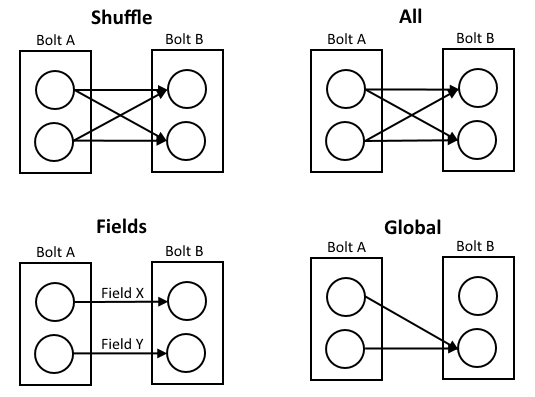 Shuffle
Bolt A
Bolt B
All
Bolt A
Bolt B
Fields
Bolt A
Bolt B
Field X
Field Y
Global
Bolt A
Bolt B